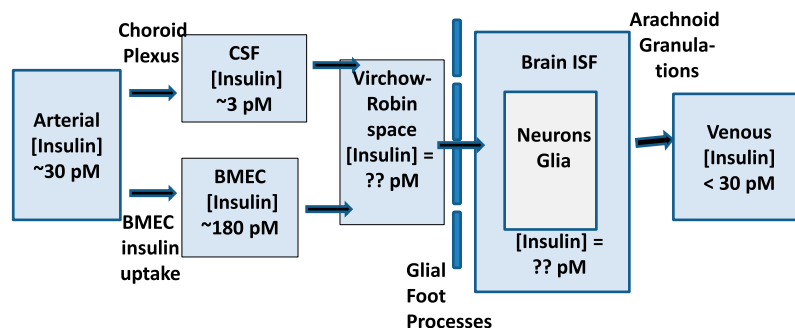 Arterial
[Insulin]
~30 pM
Choroid
Plexus
BMEC
insulin
uptake
CSF
[Insulin]
~3 pM
BMEC
[Insulin]
~180 pM
Virchow-
Robin
space
[Insulin] =
?? pM
Glial
Foot
Processes
Brain ISF
Neurons
Glia
[Insulin] =
?? pM
Arachnoid
Granula-
tions
Venous
[Insulin]
< 30 pM